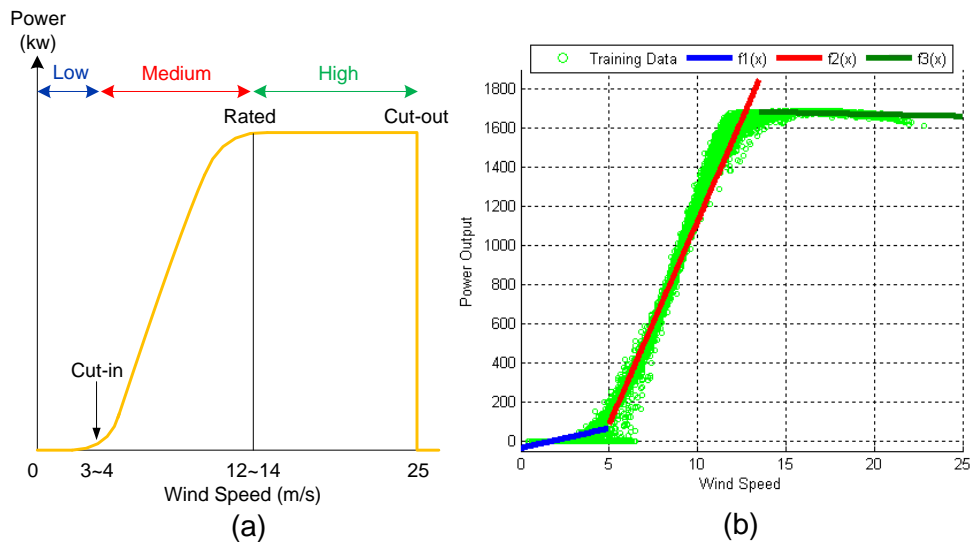 Power
(kw)
Low
Medium
High
Rated
Cut-out
Cut-in
0
3~4
12~14
25
Wind Speed (m/s)
(a)
Training Data
f1(x)
f2(x)
f3(x)
1800
1600
1400
1200
1000
800
600
400
200
0
Power Output
0
5
10
15
20
25
Wind Speed
(b)